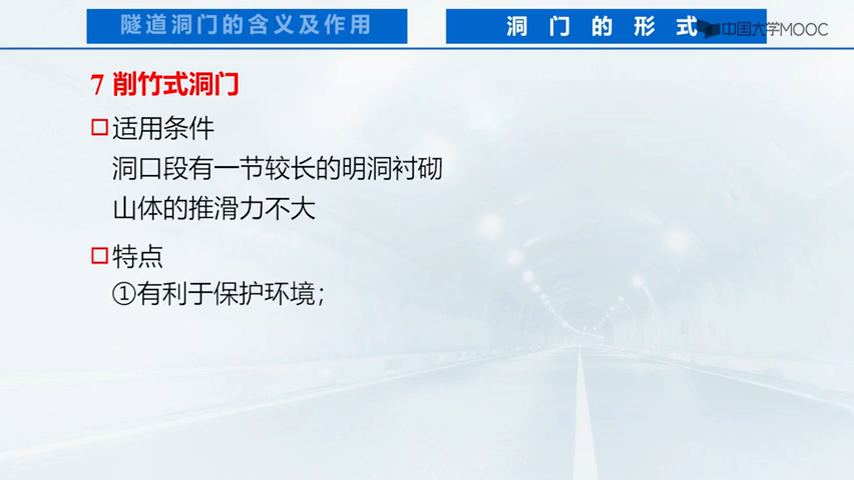 隧道洞门的含义及作用
洞门的形式
中国大学MOOC
7 削竹式洞门
适用条件
洞口段有一节较长的明洞衬砌
山体的推滑力不大
特点
①有利于保护环境；